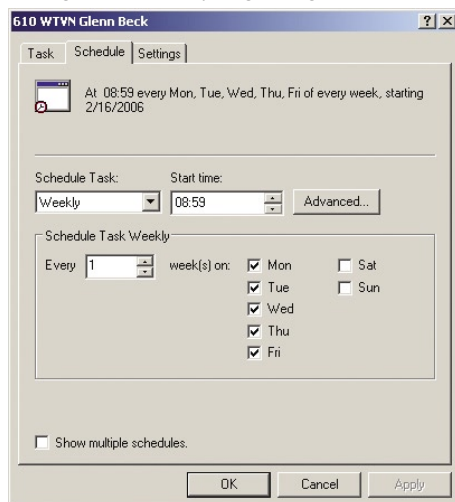 610 WTVN Glenn Beck
Task Schedule Settings
At 08:59 every Mon, Tue, Wed, Thu, Fri of every week, starting
2/16/2006
Schedule Task: Start time:
Weekly 08:59 Advanced...
Schedule Task Weekly
Every 1 week(s) on: Mon Sat
Tue Sun
Wed
Thu
Fri
Show multiple schedules.
OK Cancel Apply